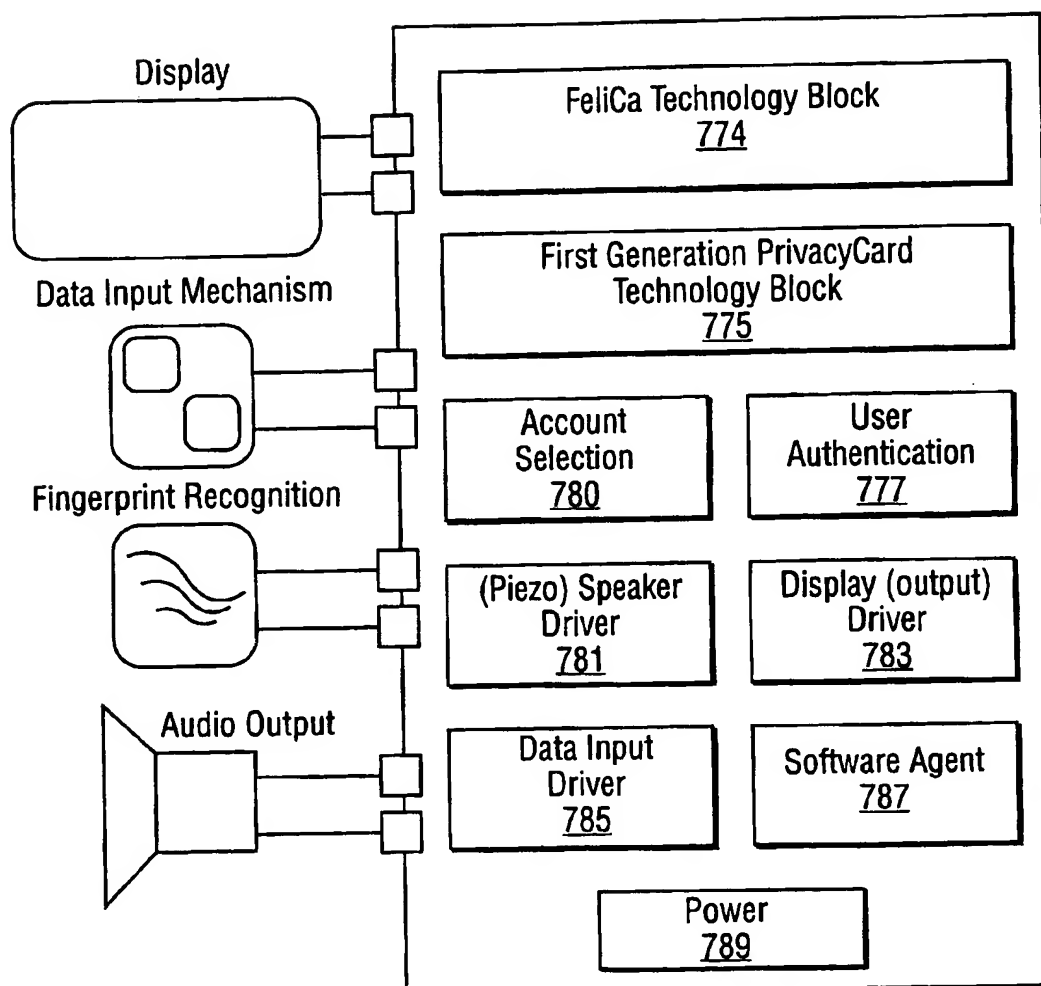 Display
Data Input Mechanism
Fingerprint Recognition
Audio Output
FeliCa Technology Block
774
First Generation PrivacyCard
Technology Block
775
Account
Selection
780
User
Authentication
777
(Piezo) Speaker
Driver
781
Display (output)
Driver
783
Data Input
Driver
785
Software Agent
787
Power
789